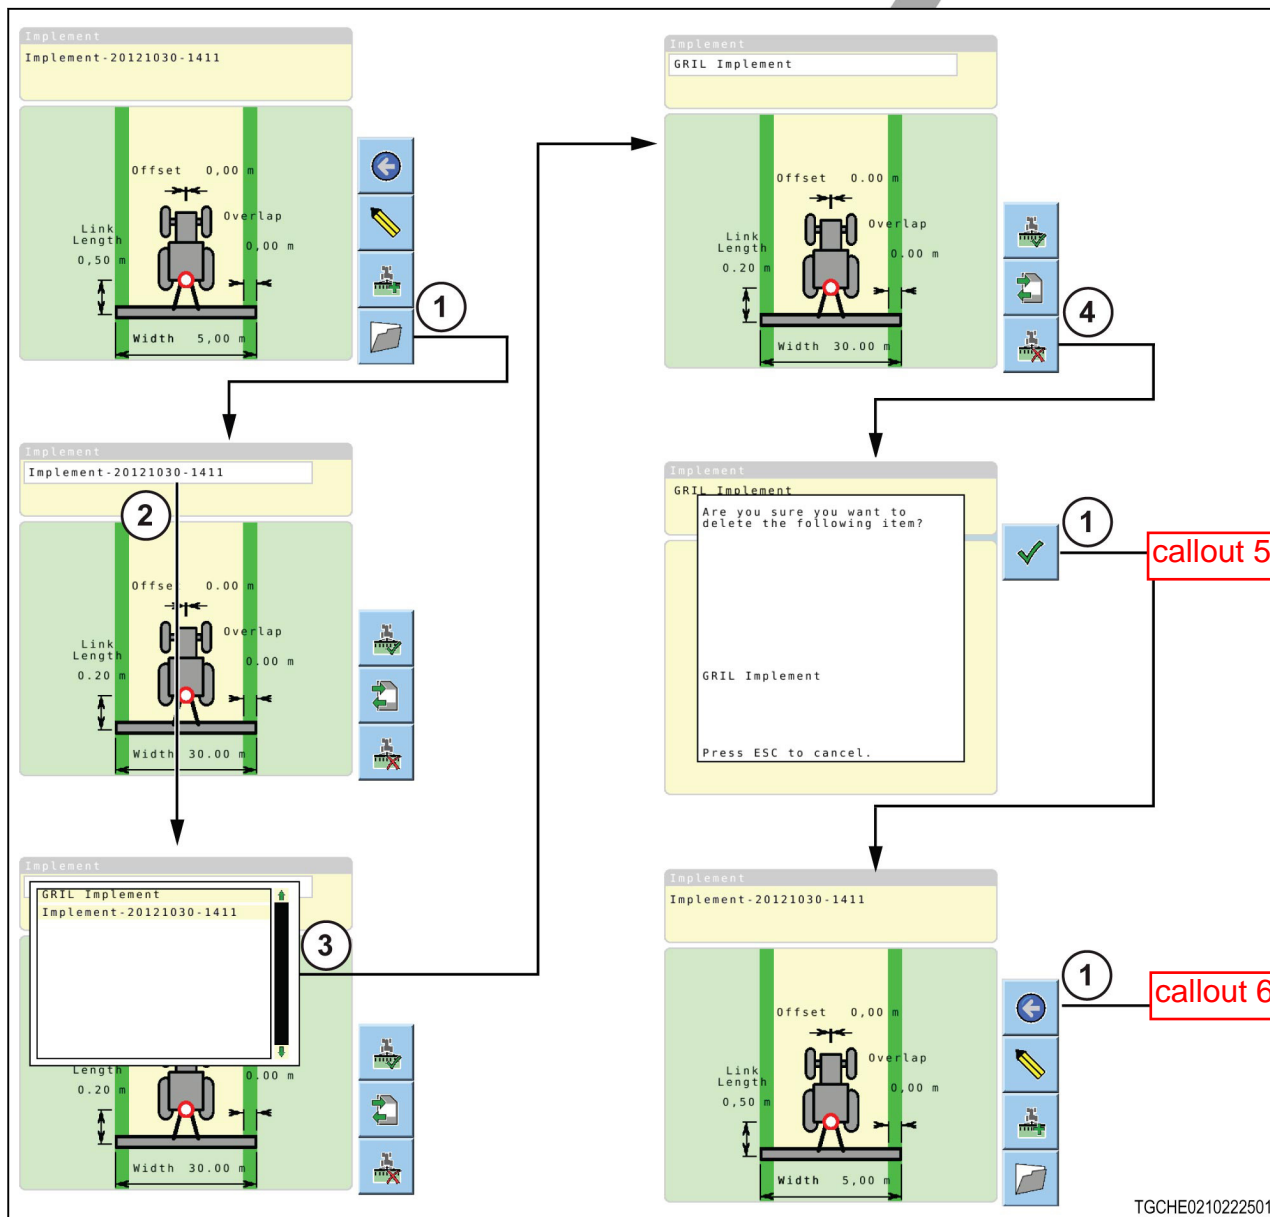 Implement
Implement-20121030-1411
Offset 0,00 m
Overlap
0,00 m
Link
Length
0,50 m
Width 5,00 m
1
Implement
Implement-20121030-1411
2
Offset 0.00 m
Overlap
0.00 m
Link
Length
0.20 m
Width 30.00 m
Implement
GRIL Implement
Implement-20121030-1411
3
Length
0.20 m
0.00 m
Width 30.00 m
Implement
GRIL Implement
Offset 0.00 m
Overlap
0.00 m
Link
Length
0.20 m
Width 30.00 m
4
Implement
GRIL Implement
Are you sure you want to
delete the following item?
GRIL Implement
Press ESC to cancel.
1
callout 5
Implement
Implement-20121030-1411
Offset 0,00 m
Overlap
0,00 m
Link
Length
0,50 m
Width 5,00 m
1
callout 6
TGCHE0210222501